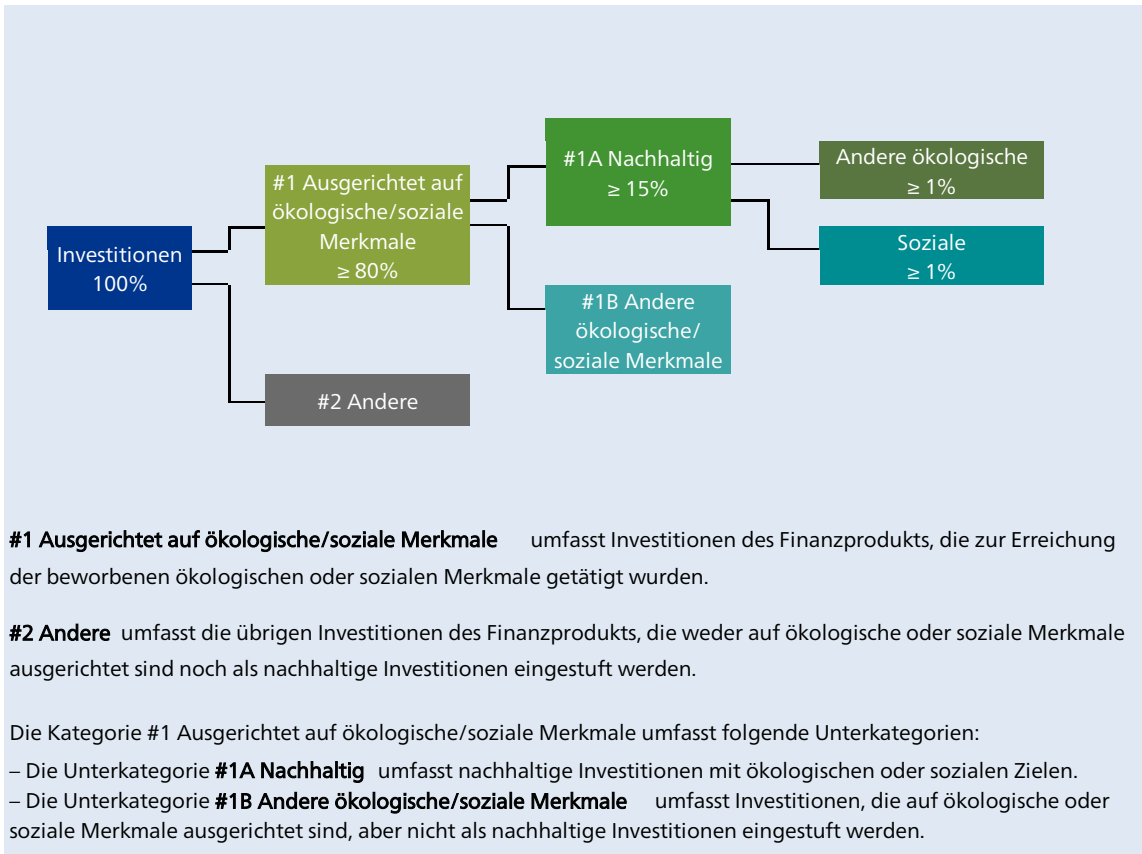 Investitionen
100%
#1 Ausgerichtet auf
ökologische/soziale
Merkmale
≥ 80%
#2 Andere
#1A Nachhaltig
≥ 15%
#1B Andere
ökologische/
soziale Merkmale
Andere ökologische
≥ 1%
Soziale
≥ 1%
#1 Ausgerichtet auf ökologische/soziale Merkmale umfasst Investitionen des Finanzprodukts, die zur Erreichung
der beworbenen ökologischen oder sozialen Merkmale getätigt wurden.
#2 Andere umfasst die übrigen Investitionen des Finanzprodukts, die weder auf ökologische oder soziale Merkmale
ausgerichtet sind noch als nachhaltige Investitionen eingestuft werden.
Die Kategorie #1 Ausgerichtet auf ökologische/soziale Merkmale umfasst folgende Unterkategorien:
– Die Unterkategorie #1A Nachhaltig umfasst nachhaltige Investitionen mit ökologischen oder sozialen Zielen.
– Die Unterkategorie #1B Andere ökologische/soziale Merkmale umfasst Investitionen, die auf ökologische oder
soziale Merkmale ausgerichtet sind, aber nicht als nachhaltige Investitionen eingestuft werden.